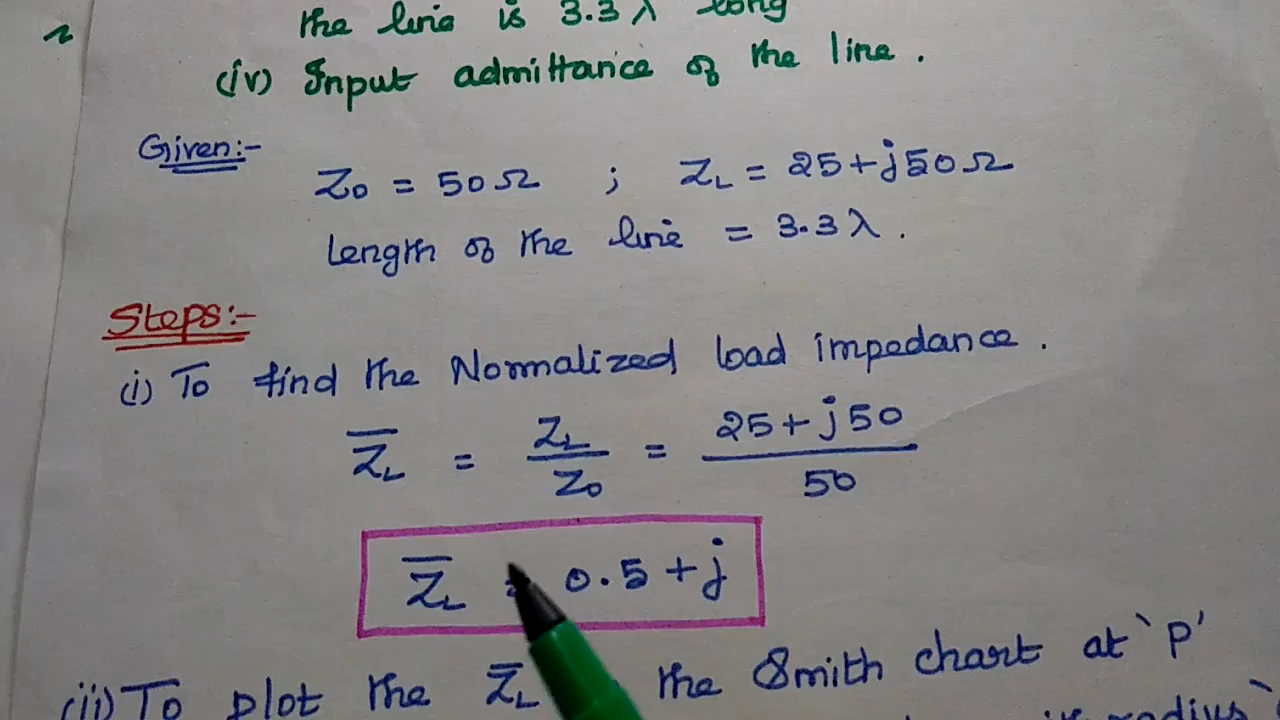 the line is 3.3 λ long
(iv) Input admittance of the line.
Given:-
Z0 = 50Ω ; ZL = 25+j50Ω
Length of the line = 3.3λ.
Steps:-
(i) To find the Normalized load impedance.
Z̅L = ZL/Z0 = 25+j50/50
Z̅L = 0.5+j
(ii) To plot the Z̅L the Smith chart at 'P'
radius